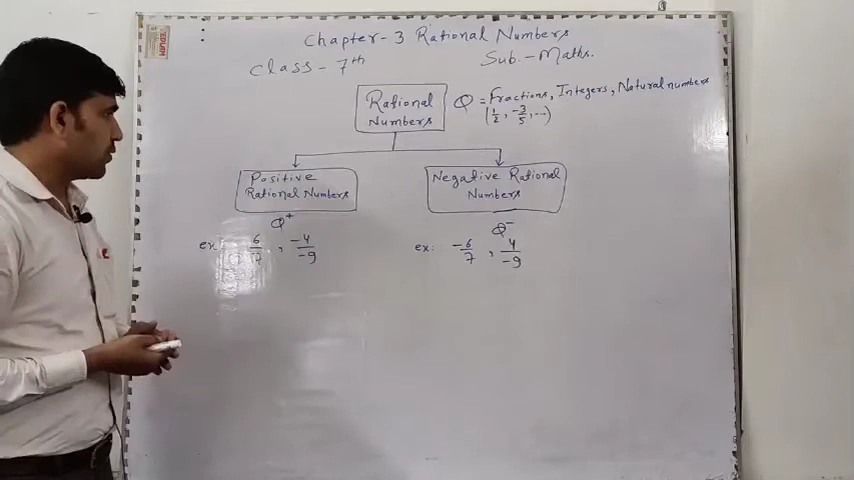 Chapter-3 Rational Numbers
Class-7th Sub.-Maths.
Rational Numbers Q = Fractions, Integers, Natural numbers
(1/2, -3/5, ...)
Positive Rational Numbers
Negative Rational Numbers
Q+
Q-
ex: 6/7, -4/-9
ex: -6/7, 4/-9